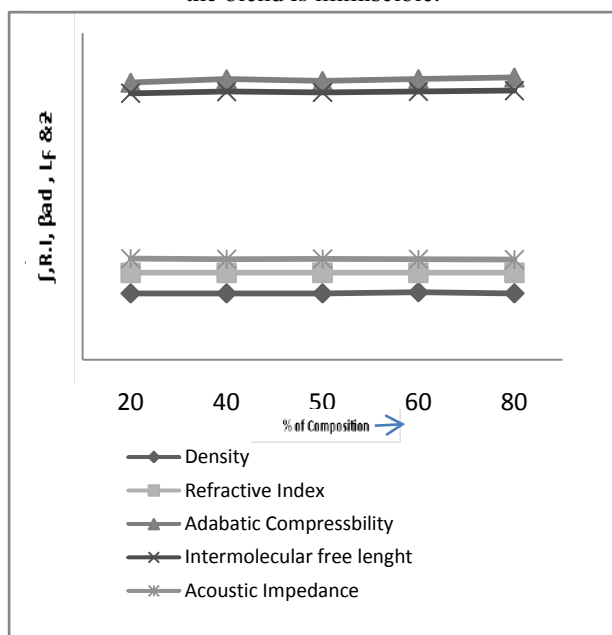 the blend is immiscible.
ʃ,R.I, βad , Lf &2
20 40 50 60 80
% of Composition
Density
Refractive Index
Adabatic Compressbility
Intermolecular free lenght
Acoustic Impedance